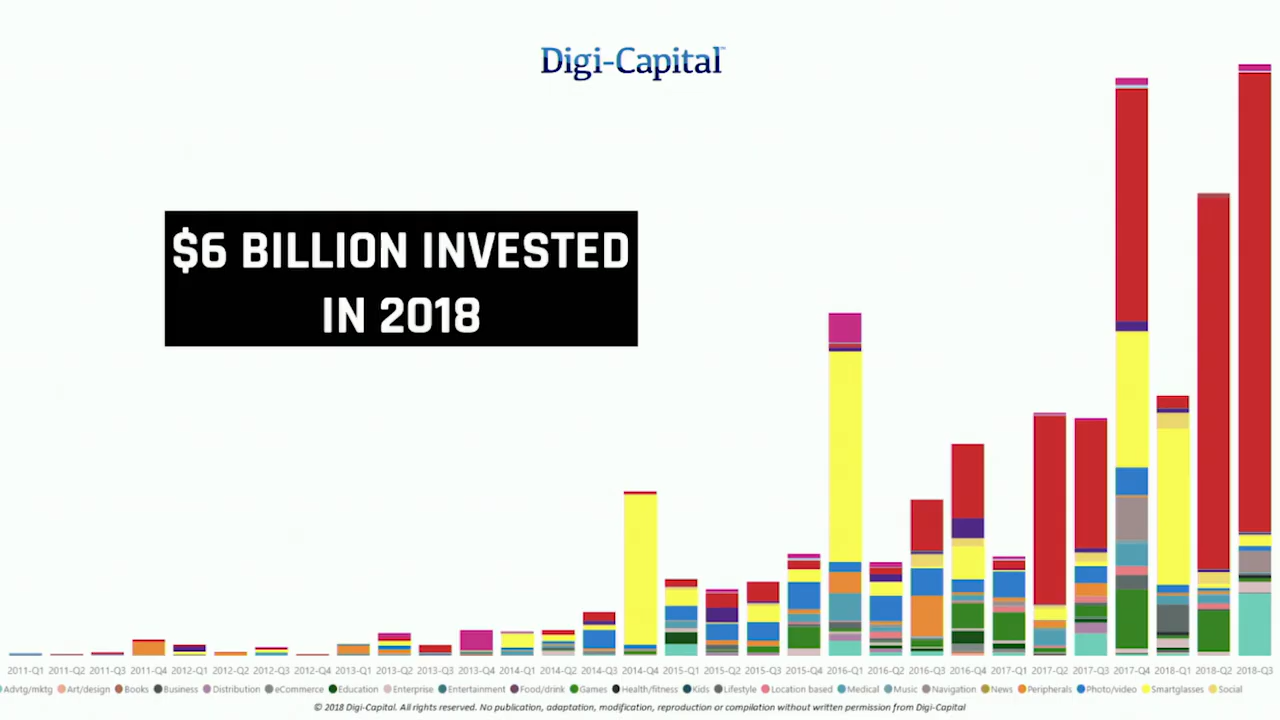 Digi-Capital™
$6 BILLION INVESTED
IN 2018
2011-Q1 2011-Q2 2011-Q3 2011-Q4 2012-Q1 2012-Q2 2012-Q3 2012-Q4 2013-Q1 2013-Q2 2013-Q3 2013-Q4 2014-Q1 2014-Q2 2014-Q3 2014-Q4 2015-Q1 2015-Q2 2015-Q3 2015-Q4 2016-Q1 2016-Q2 2016-Q3 2016-Q4 2017-Q1 2017-Q2 2017-Q3 2017-Q4 2018-Q1 2018-Q2 2018-Q3
Advtg/mktg Art/design Books Business Distribution eCommerce Education Enterprise Entertainment Food/drink Games Health/fitness Kids Lifestyle Location based Medical Music Navigation News Peripherals Photo/video Smartglasses Social
© 2018 Digi-Capital. All rights reserved. No publication, adaptation, modification, reproduction or compilation without written permission from Digi-Capital